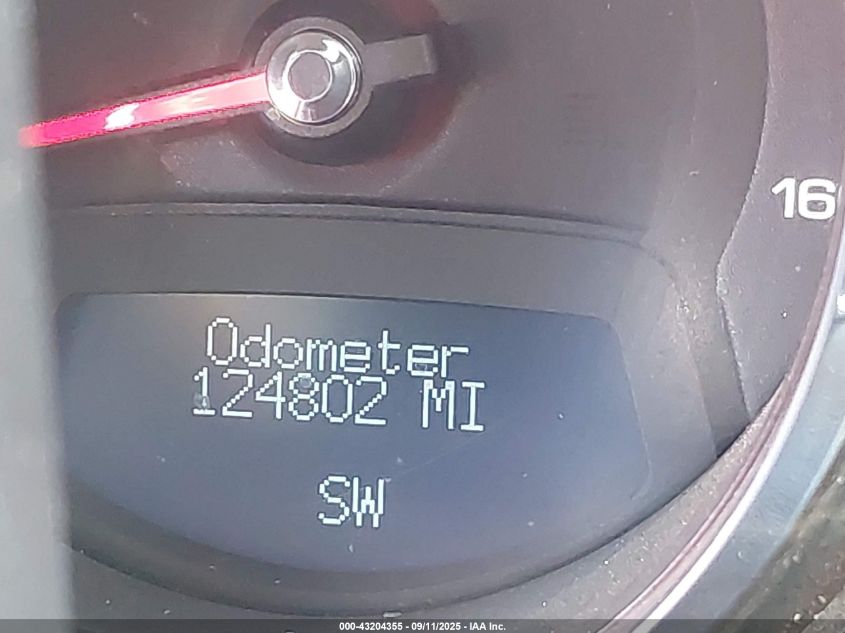 16
Odometer
124802 MI
SW
000-43204355 - 09/11/2025 - IAA Inc.